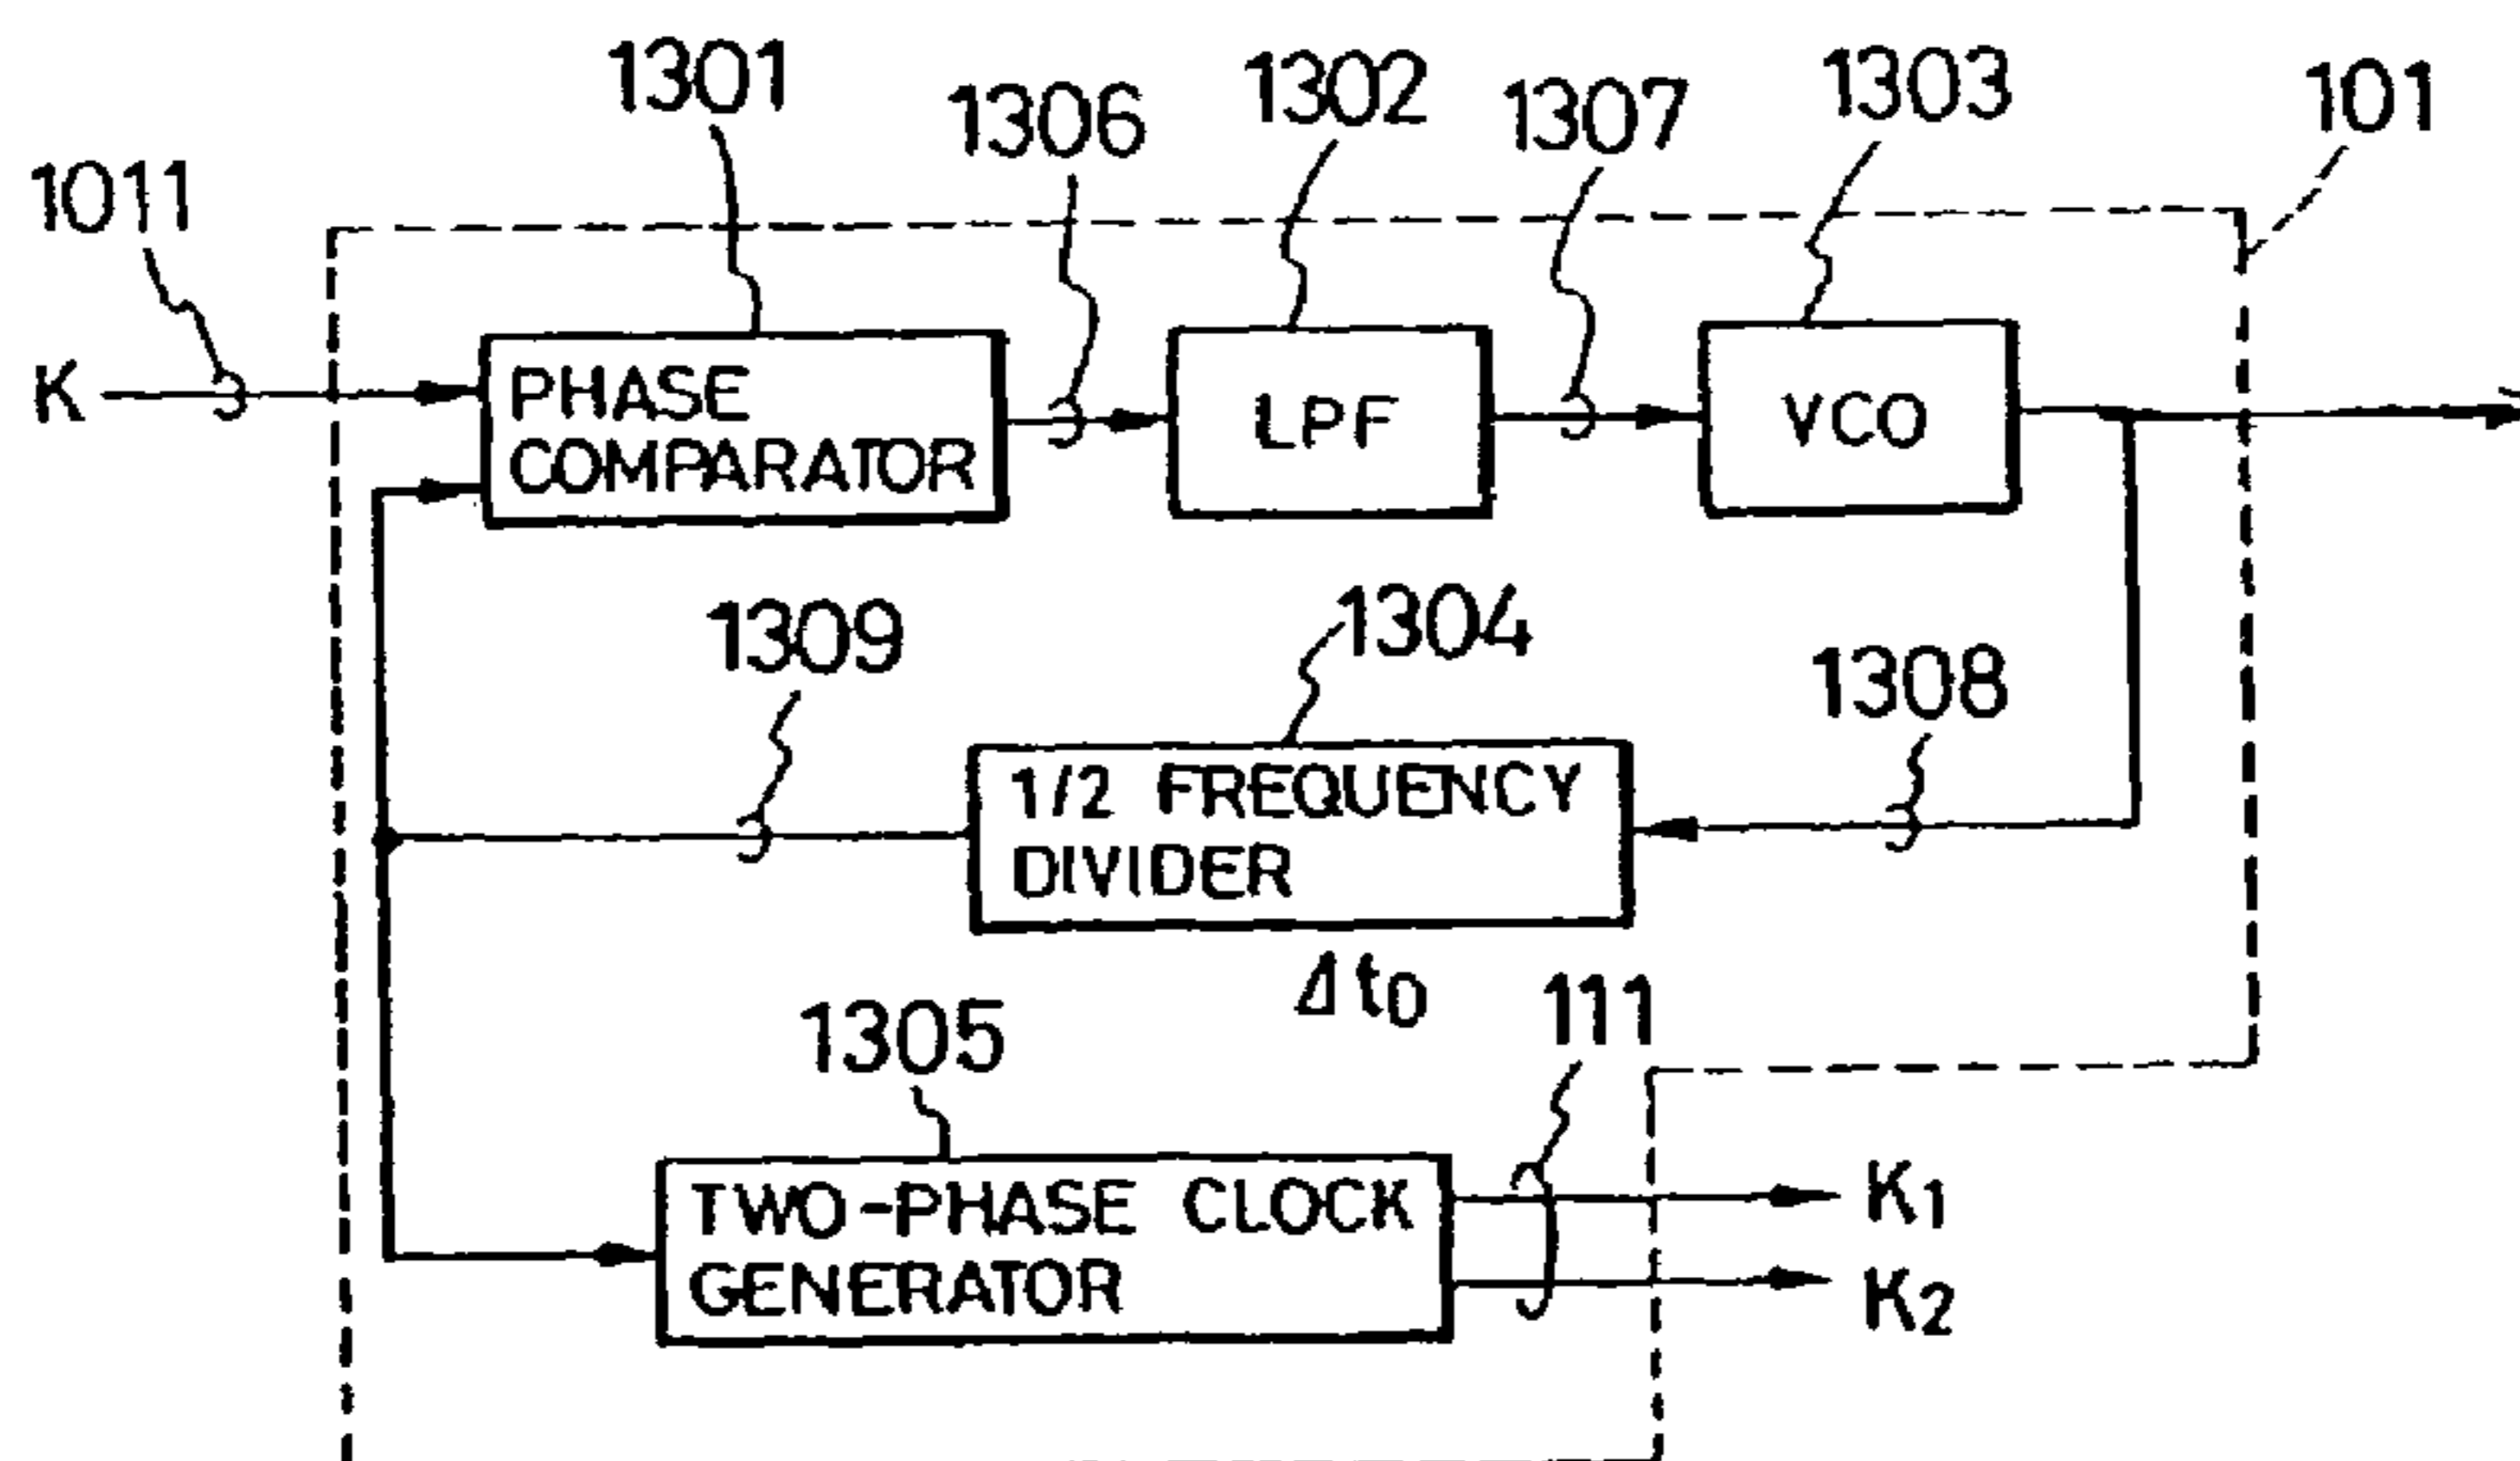 1301
1306
1302
1307
1303
101
1011
K
PHASE
COMPARATOR
LPF
VCO
1309
1304
1308
1/2 FREQUENCY
DIVIDER
Δt0
111
1305
TWO-PHASE CLOCK
GENERATOR
K1
K2